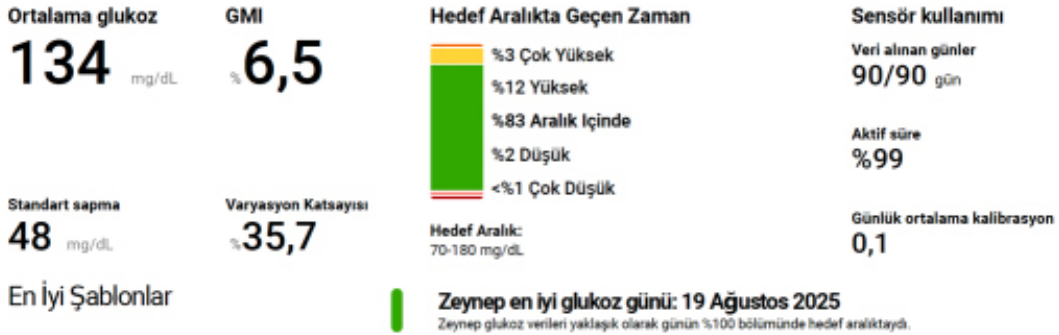 Ortalama glukoz
134 mg/dL
GMI
%6,5
Standart sapma
48 mg/dL
Varyasyon Katsayısı
%35,7
Hedef Aralıkta Geçen Zaman
%3 Çok Yüksek
%12 Yüksek
%83 Aralık Içinde
%2 Düşük
<%1 Çok Düşük
Hedef Aralık:
70-180 mg/dL
Sensör kullanımı
Veri alınan günler
90/90 gün
Aktif süre
%99
Günlük ortalama kalibrasyon
0,1
En İyi Şablonlar
Zeynep en iyi glukoz günü: 19 Ağustos 2025
Zeynep glukoz verileri yaklaşık olarak günün %100 bölümünde hedef aralıktaydı.